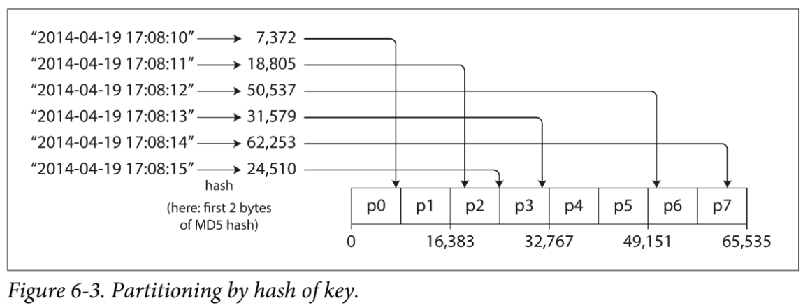 “2014-04-19 17:08:10” 7,372
“2014-04-19 17:08:11” 18,805
“2014-04-19 17:08:12” 50,537
“2014-04-19 17:08:13” 31,579
“2014-04-19 17:08:14” 62,253
“2014-04-19 17:08:15” 24,510
hash
(here: first 2 bytes
of MD5 hash)
p0 p1 p2 p3 p4 p5 p6 p7
0 16,383 32,767 49,151 65,535
Figure 6-3. Partitioning by hash of key.